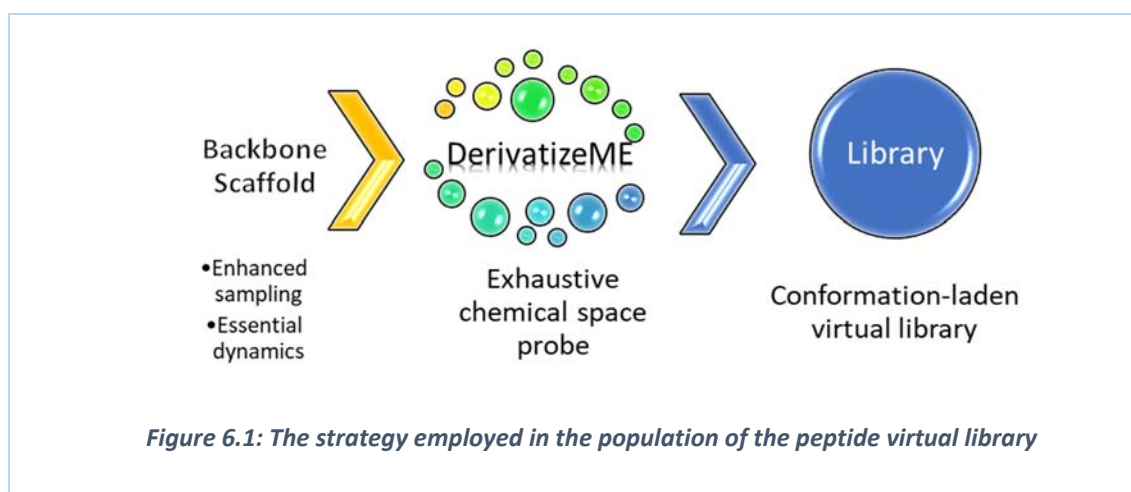 Backbone
Scaffold
•Enhanced
sampling
•Essential
dynamics
DerivatizeME
Exhaustive
chemical space
probe
Library
Conformation-laden
virtual library
Figure 6.1: The strategy employed in the population of the peptide virtual library